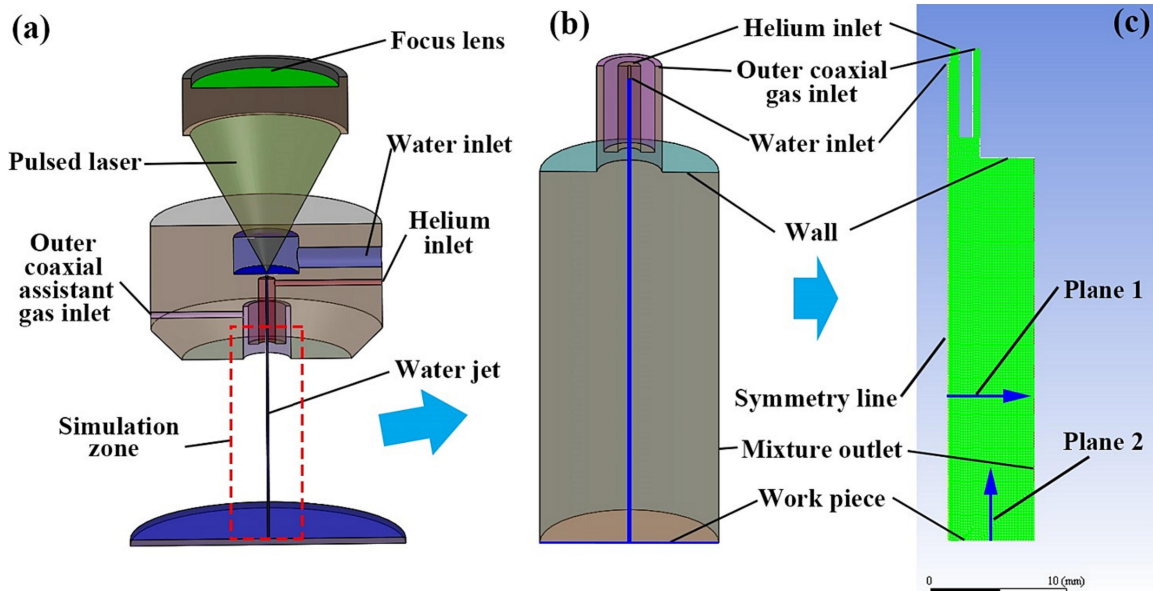 (a)
Focus lens
Pulsed laser
Water inlet
Helium
inlet
Outer
coaxial
assistant
gas inlet
Water jet
Simulation
zone
(b)
Helium inlet
Outer coaxial
gas inlet
Water inlet
Wall
Symmetry line
Mixture outlet
Work piece
(c)
Plane 1
Plane 2
0
10 (mm)